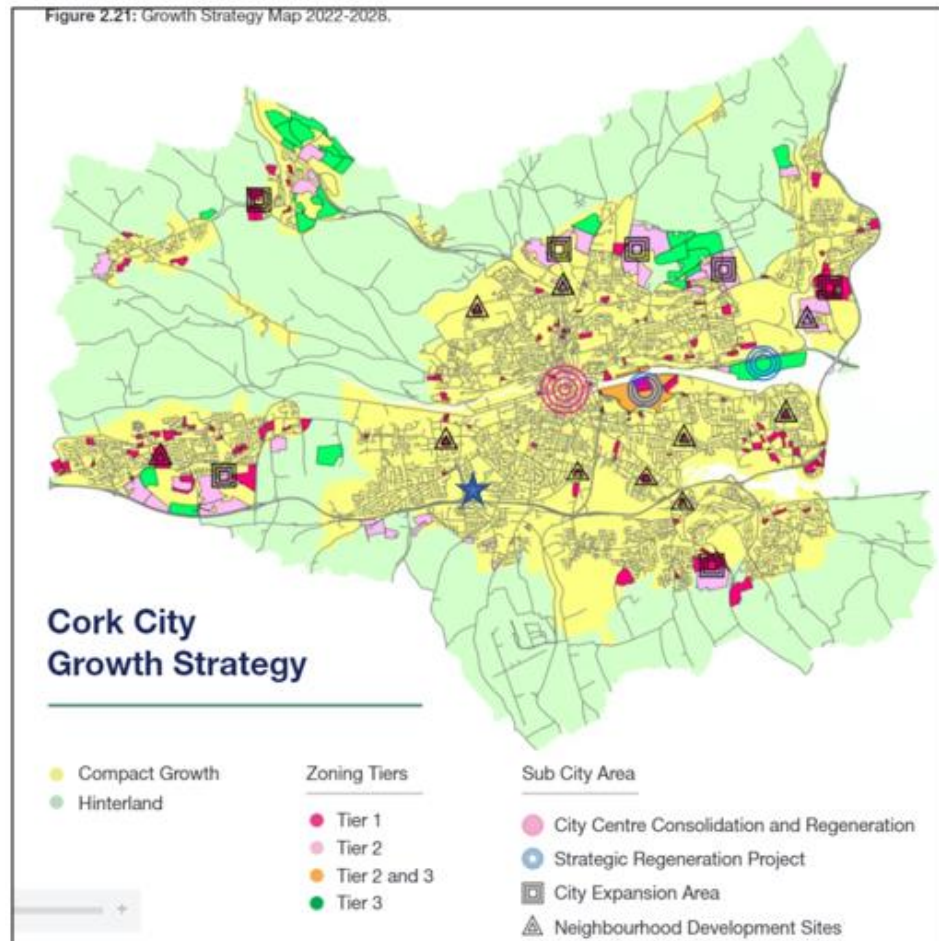 Figure 2.21: Growth Strategy Map 2022-2028.
Cork City
Growth Strategy
Compact Growth
Hinterland
Zoning Tiers
Tier 1
Tier 2
Tier 2 and 3
Tier 3
Sub City Area
City Centre Consolidation and Regeneration
Strategic Regeneration Project
City Expansion Area
Neighbourhood Development Sites
+